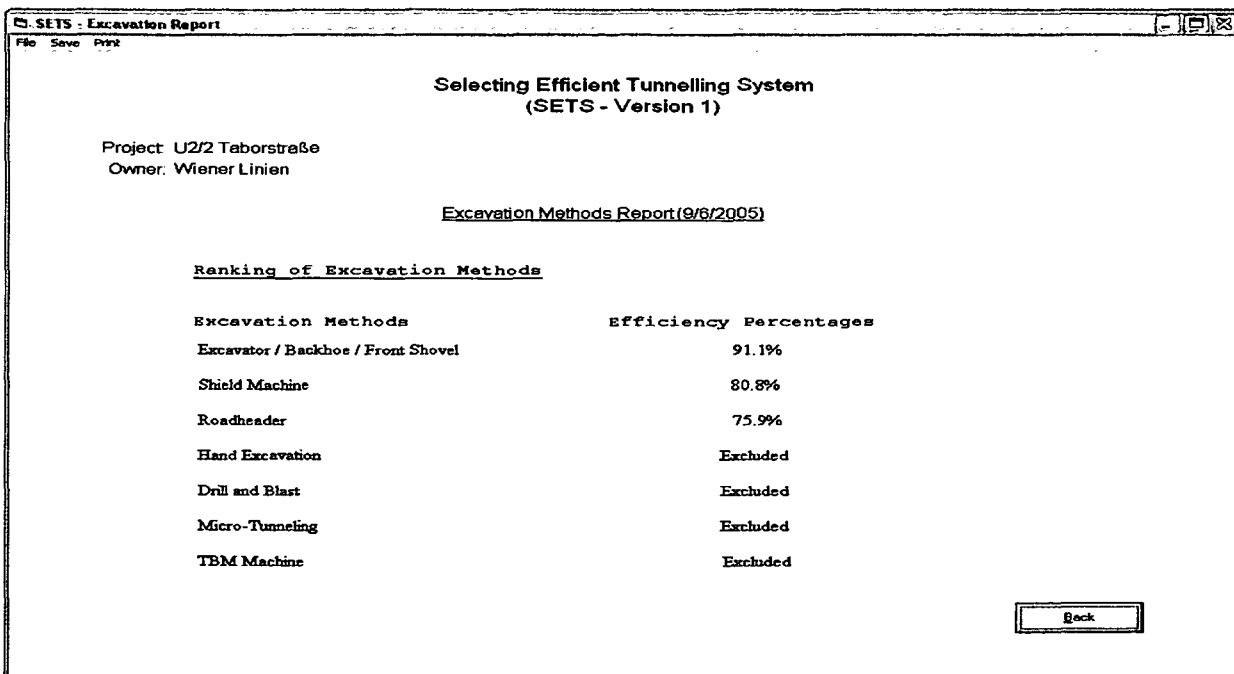 SETS - Excavation Report
File Save Print
Selecting Efficient Tunnelling System
(SETS - Version 1)
Project: U2/2 Taborstraße
Owner: Wiener Linien
Excavation Methods Report (9/6/2005)
Ranking of Excavation Methods
Excavation Methods Efficiency Percentages
Excavator / Backhoe / Front Shovel 91.1%
Shield Machine 80.8%
Roadheader 75.9%
Hand Excavation Excluded
Drill and Blast Excluded
Micro-Tunneling Excluded
TBM Machine Excluded
Back